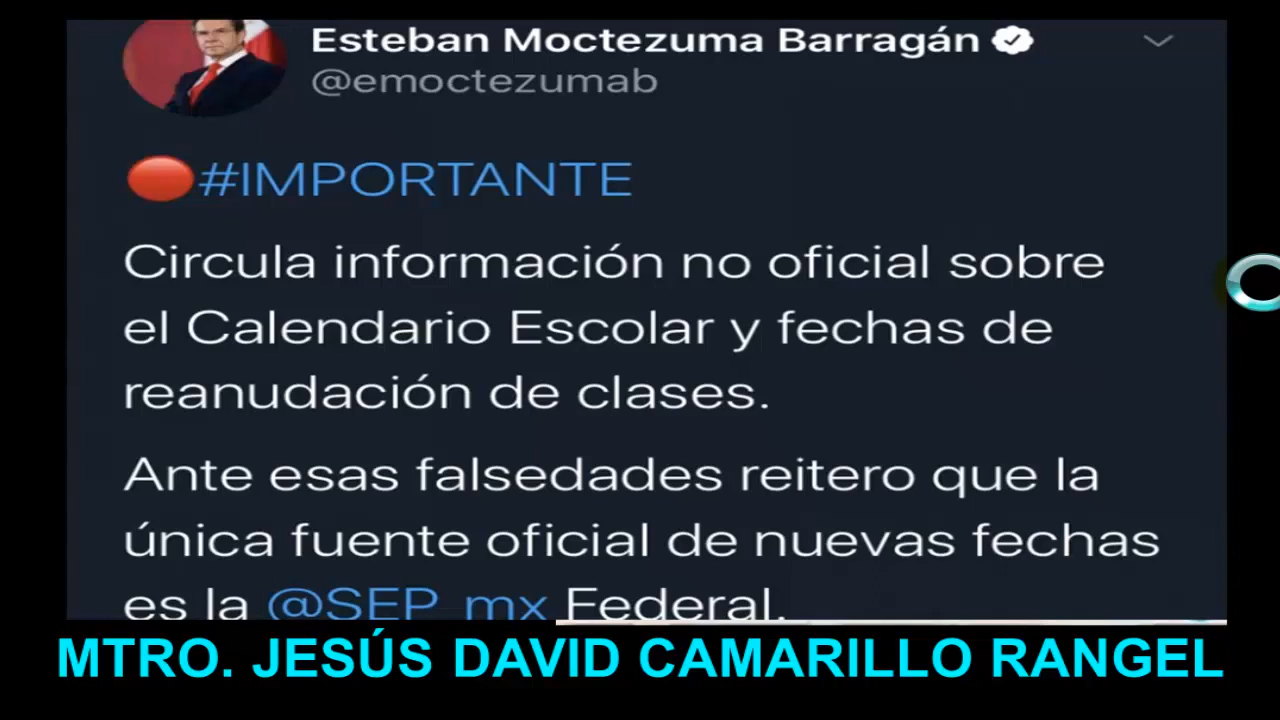 Esteban Moctezuma Barragán
@emoctezumab
#IMPORTANTE
Circula información no oficial sobre
el Calendario Escolar y fechas de
reanudación de clases.
Ante esas falsedades reitero que la
única fuente oficial de nuevas fechas
es la @SEP_mx Federal.
MTRO. JESÚS DAVID CAMARILLO RANGEL